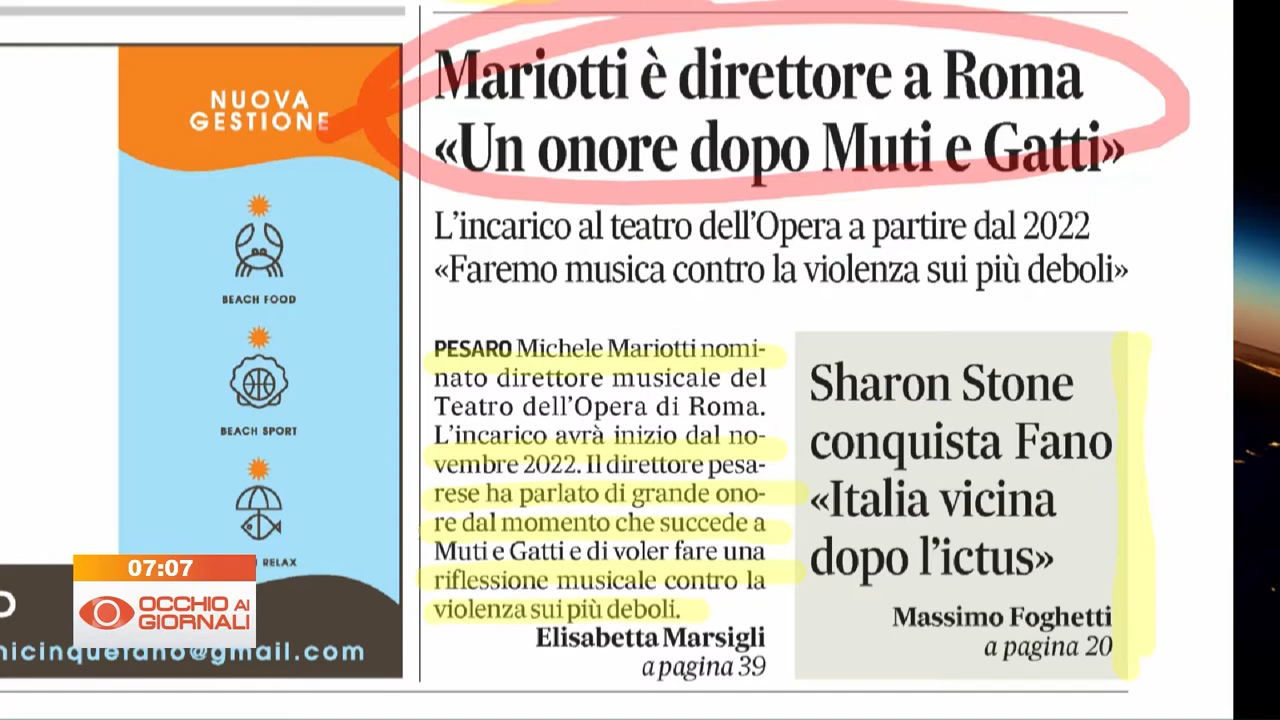 NUOVA
GESTIONE
BEACH FOOD
BEACH SPORT
RELAX
07:07
OCCHIO AI
GIORNALI
nicinquefano@gmail.com
Mariotti è direttore a Roma
«Un onore dopo Muti e Gatti»
L'incarico al teatro dell'Opera a partire dal 2022
«Faremo musica contro la violenza sui più deboli»
PESARO Michele Mariotti nomi-
nato direttore musicale del
Teatro dell'Opera di Roma.
L'incarico avrà inizio dal no-
vembre 2022. Il direttore pesa-
rese ha parlato di grande ono-
re dal momento che succede a
Muti e Gatti e di voler fare una
riflessione musicale contro la
violenza sui più deboli.
Elisabetta Marsigli
a pagina 39
Sharon Stone
conquista Fano
«Italia vicina
dopo l'ictus»
Massimo Foghetti
a pagina 20